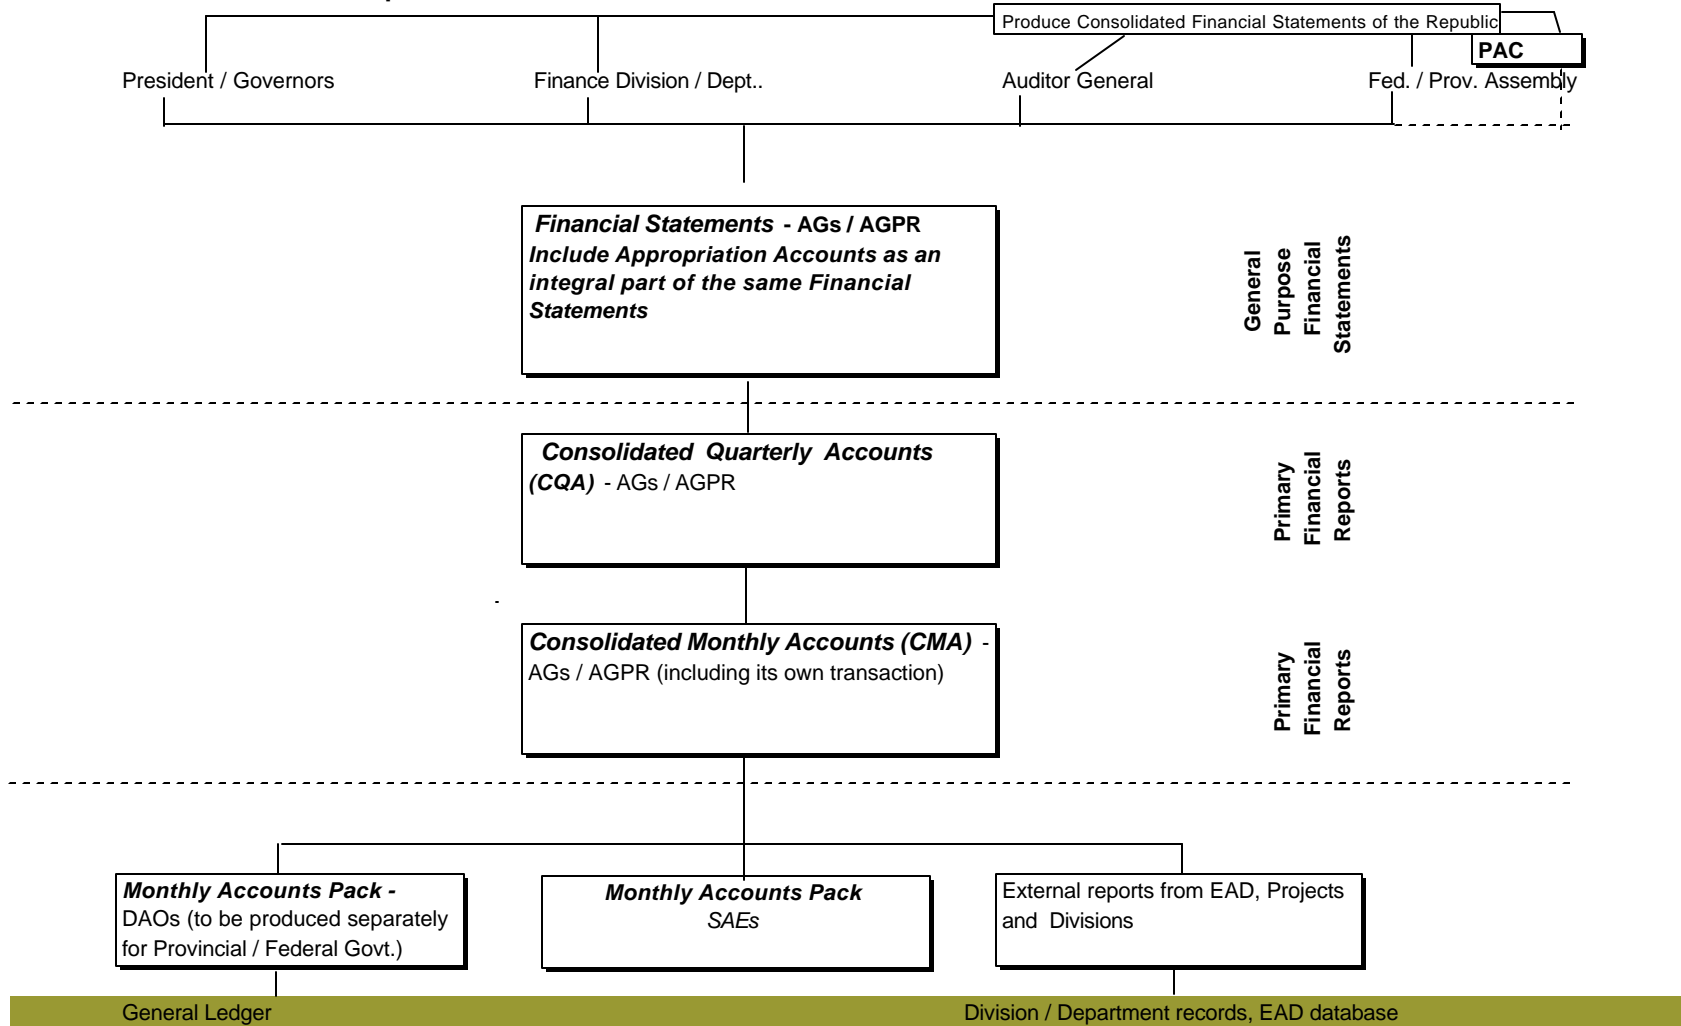 Produce Consolidated Financial Statements of the Republic
PAC
President / Governors
Finance Division / Dept..
Auditor General
Fed. / Prov. Assembly
Financial Statements - AGs / AGPR
Include Appropriation Accounts as an
integral part of the same Financial
Statements
General
Purpose
Financial
Statements
Consolidated Quarterly Accounts
(CQA) - AGs / AGPR
Primary
Financial
Reports
-
Consolidated Monthly Accounts (CMA) -
AGs / AGPR (including its own transaction)
Primary
Financial
Reports
Monthly Accounts Pack -
DAOs (to be produced separately
for Provincial / Federal Govt.)
Monthly Accounts Pack
SAEs
External reports from EAD, Projects
and Divisions
General Ledger
Division / Department records, EAD database